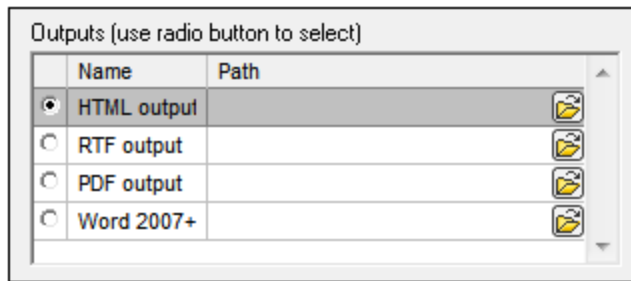 Outputs (use radio button to select)
Name Path
HTML output
RTF output
PDF output
Word 2007+